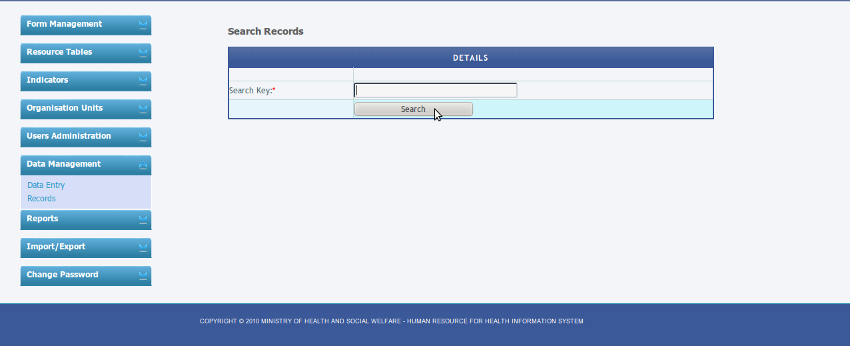 Form Management
Resource Tables
Indicators
Organisation Units
Users Administration
Data Management
Data Entry
Records
Reports
Import/Export
Change Password
Search Records
DETAILS
Search Key:*
Search
COPYRIGHT © 2010 MINISTRY OF HEALTH AND SOCIAL WELFARE - HUMAN RESOURCE FOR HEALTH INFORMATION SYSTEM